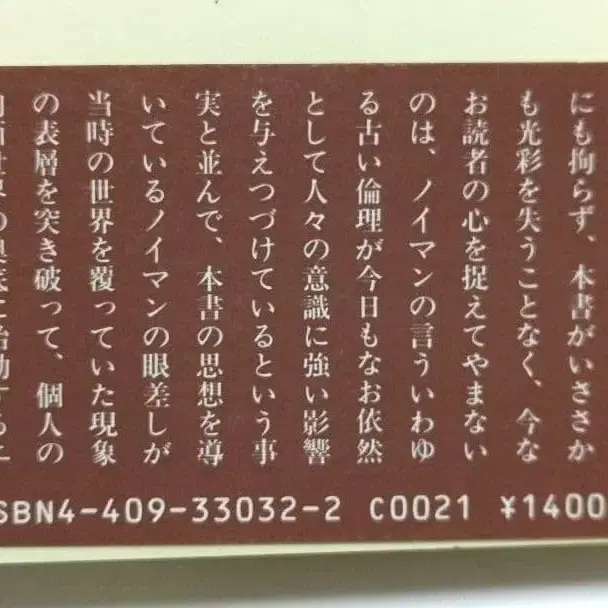 にも拘らず、本書がいささか
も光彩を失うことなく、今な
お読者の心を捉えてやまない
のは、ノイマンの言ういわゆ
る古い倫理が今日もなお依然
として人々の意識に強い影響
を与えつづけているという事
実と並んで、本書の思想を導
いているノイマンの眼差しが
当時の世界を覆っていた現象
の表層を突き破って、個人の
SBN4-409-33032-2 C0021 ¥1400